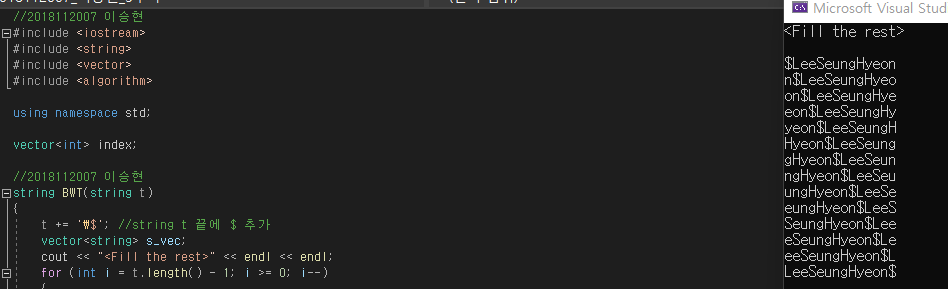 //2018112007 이승현
#include <iostream>
#include <string>
#include <vector>
#include <algorithm>
using namespace std;
vector<int> index;
//2018112007 이승현
string BWT(string t)
{
t += '₩$'; //string t 끝에 $ 추가
vector<string> s_vec;
cout << "<Fill the rest>" << endl << endl;
for (int i = t.length() - 1; i >= 0; i--)
Microsoft Visual Stud
<Fill the rest>
$LeeSeungHyeon
n$LeeSeungHyeo
on$LeeSeungHye
eon$LeeSeungHy
yeon$LeeSeungH
Hyeon$LeeSeung
gHyeon$LeeSeun
ngHyeon$LeeSeu
ungHyeon$LeeSe
eungHyeon$LeeS
SeungHyeon$Lee
eSeungHyeon$Le
eeSeungHyeon$L
LeeSeungHyeon$